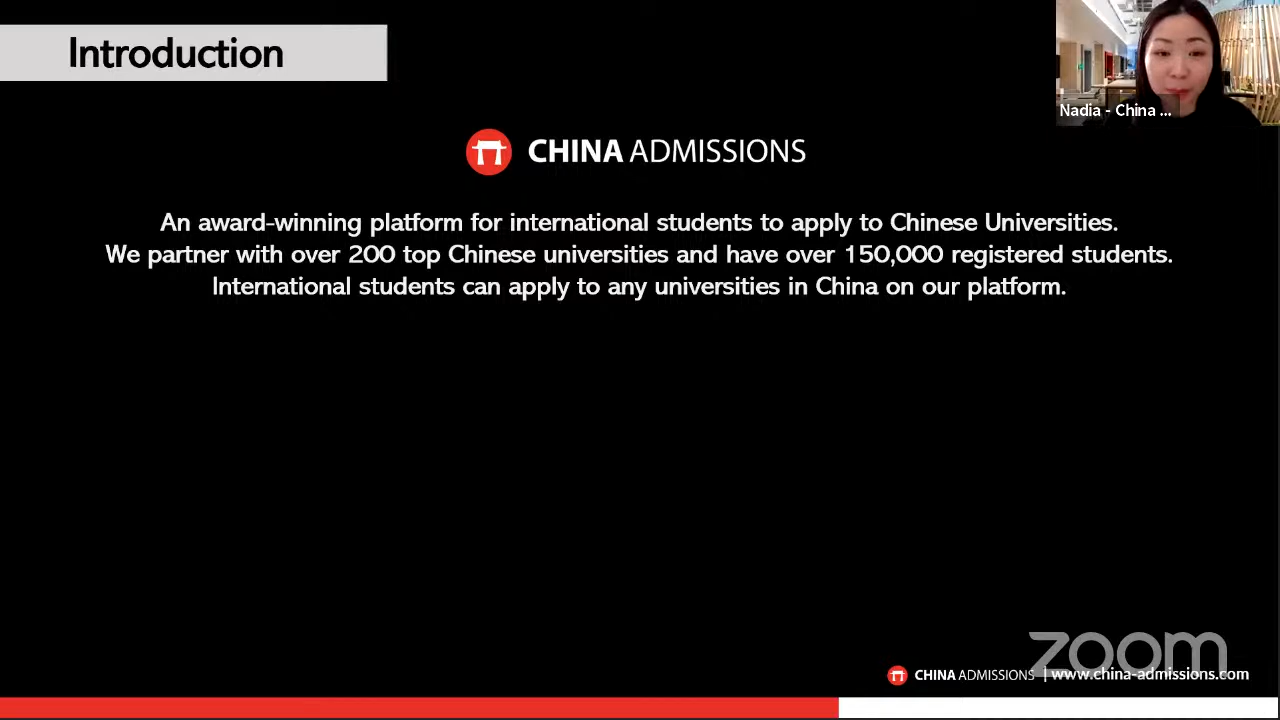 Introduction
Nadia - China ...
CHINA ADMISSIONS
An award-winning platform for international students to apply to Chinese Universities.
We partner with over 200 top Chinese universities and have over 150,000 registered students.
International students can apply to any universities in China on our platform.
zoom
CHINA ADMISSIONS | www.china-admissions.com